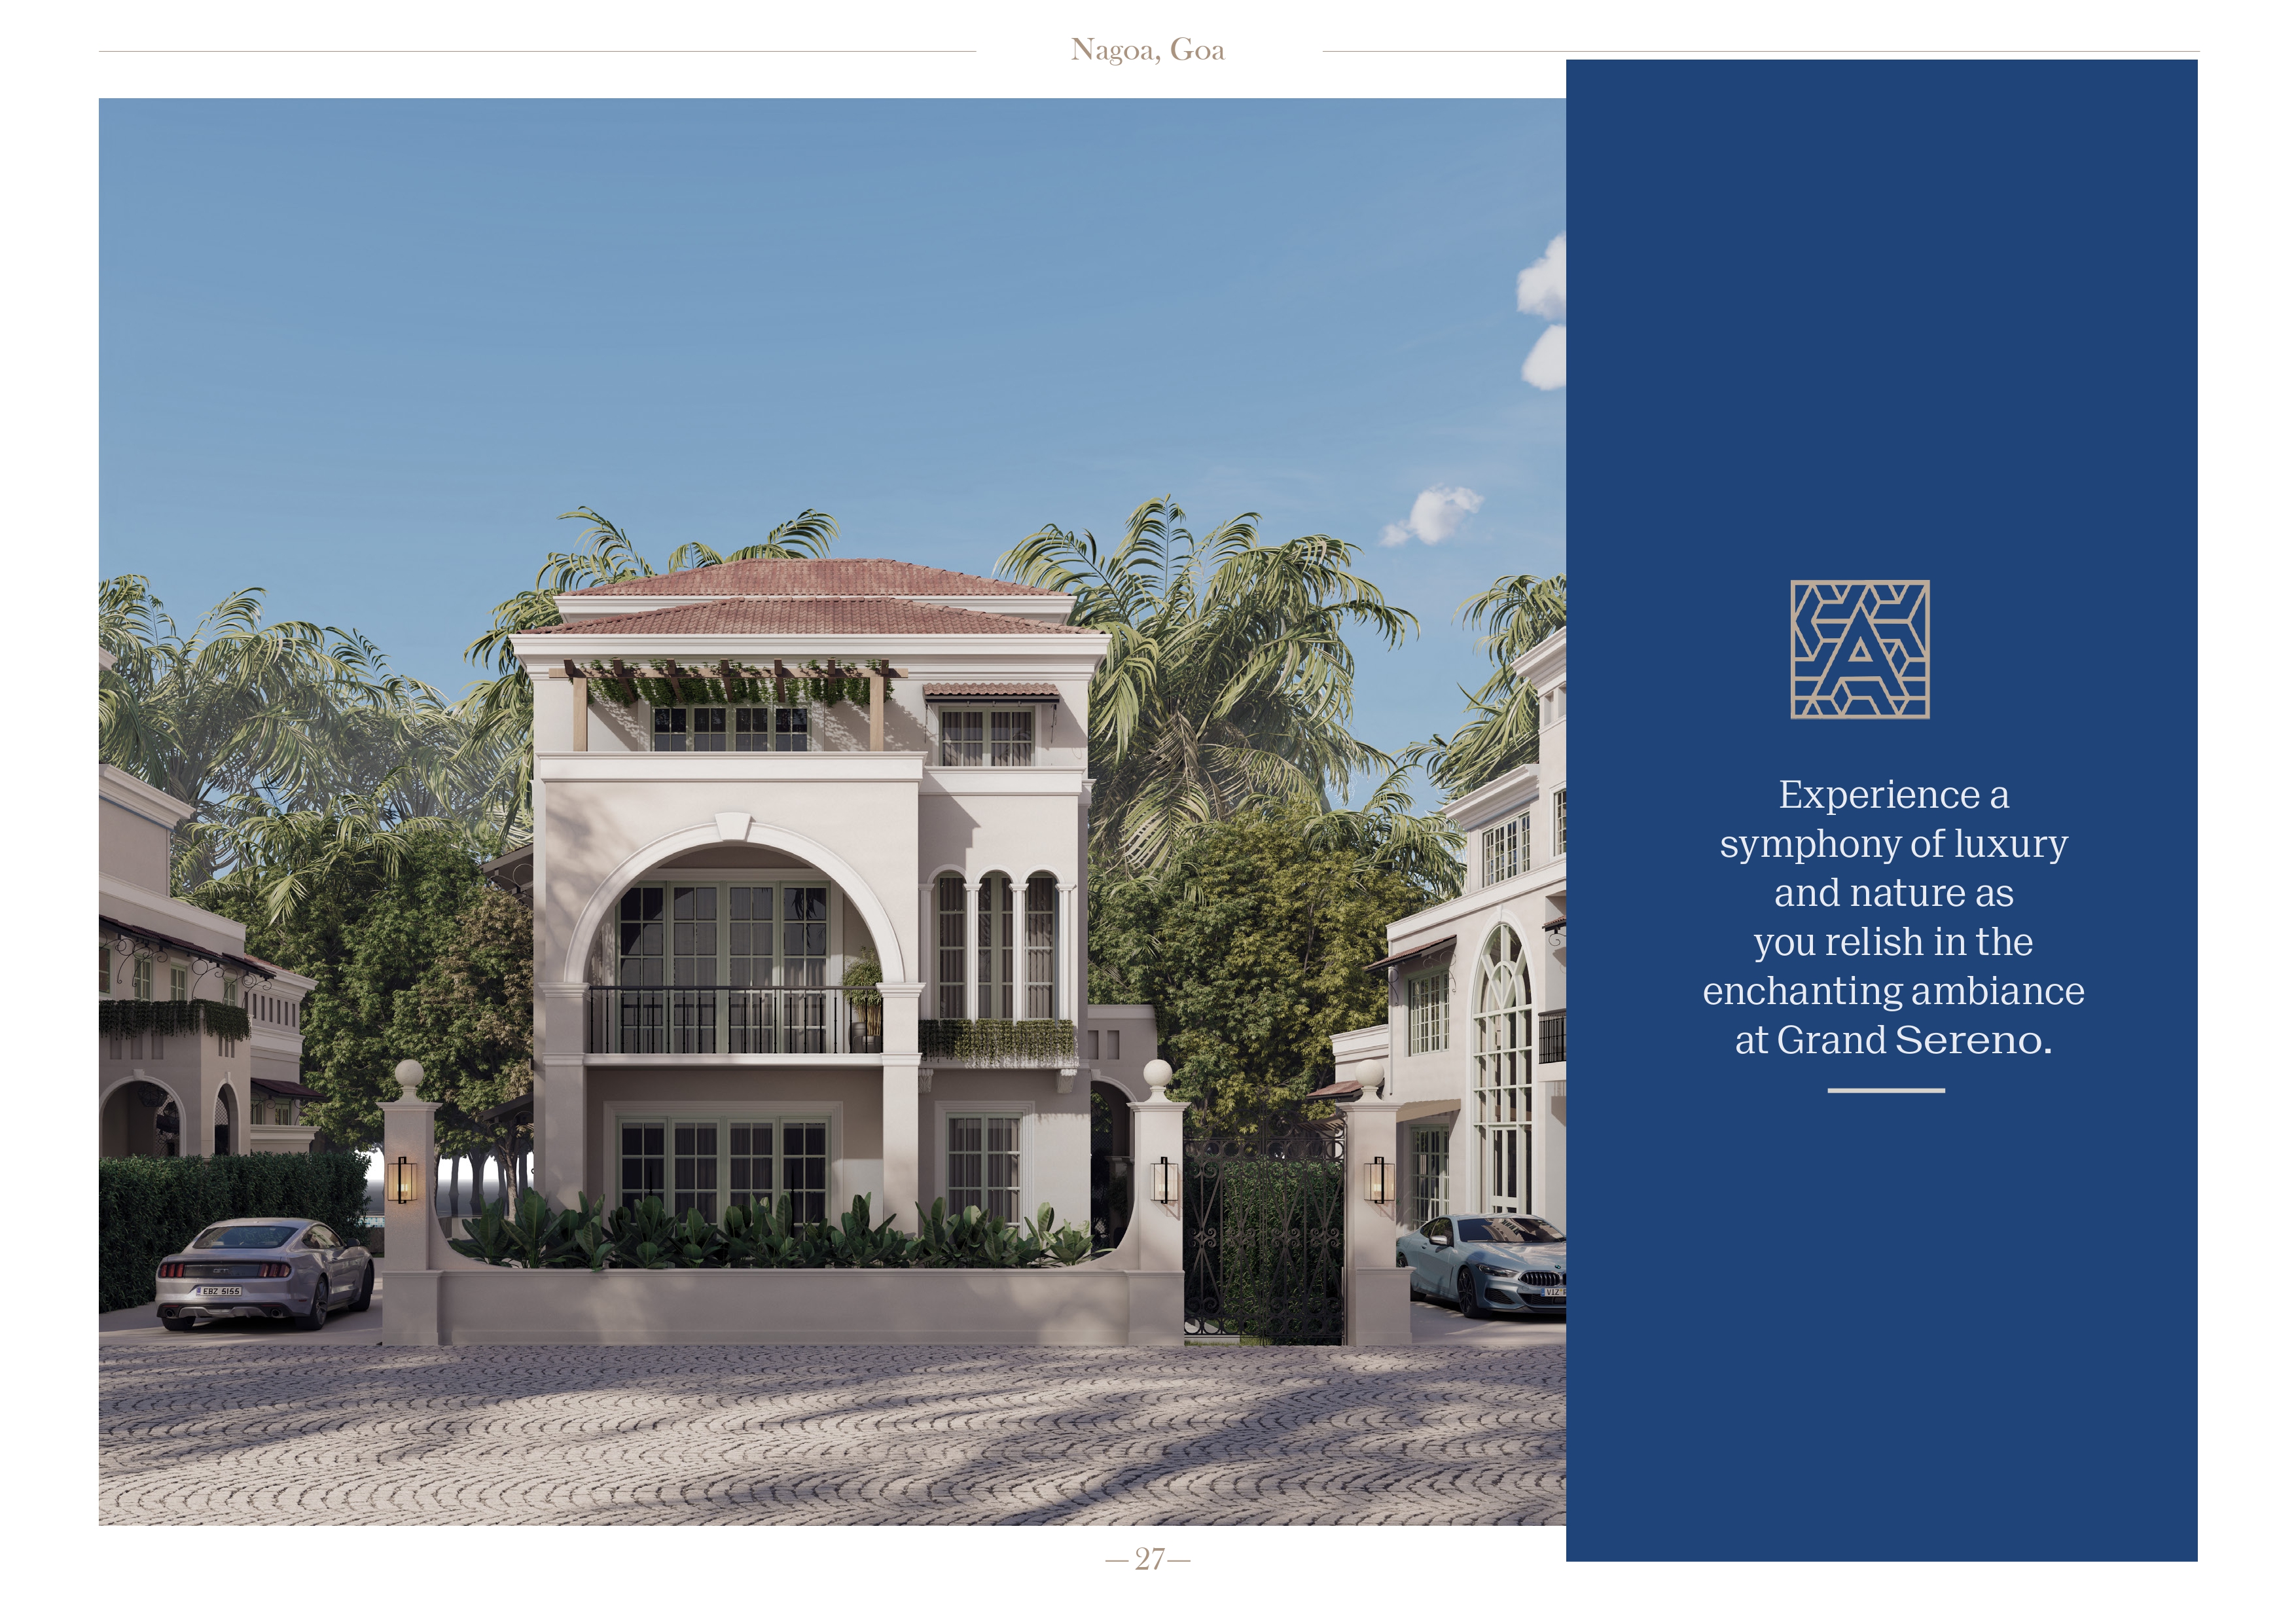 Nagoa, Goa
Experience a
symphony of luxury
and nature as
you relish in the
enchanting ambiance
at Grand Sereno.
GT
EBZ 5155
— 27 —